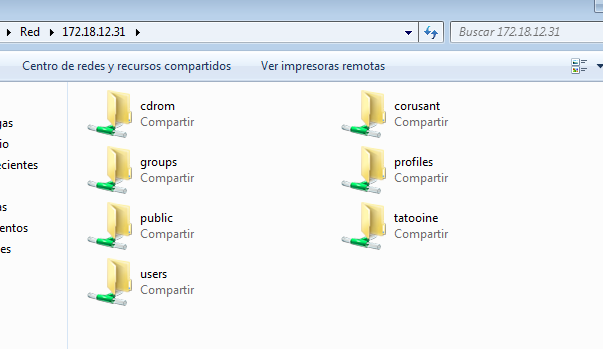 Red 172.18.12.31 Buscar 172.18.12.31
Centro de redes y recursos compartidos Ver impresoras remotas
cdrom
Compartir
corusant
Compartir
groups
Compartir
profiles
Compartir
public
Compartir
tatooine
Compartir
users
Compartir
gas
io
ecientes
as
entos
es